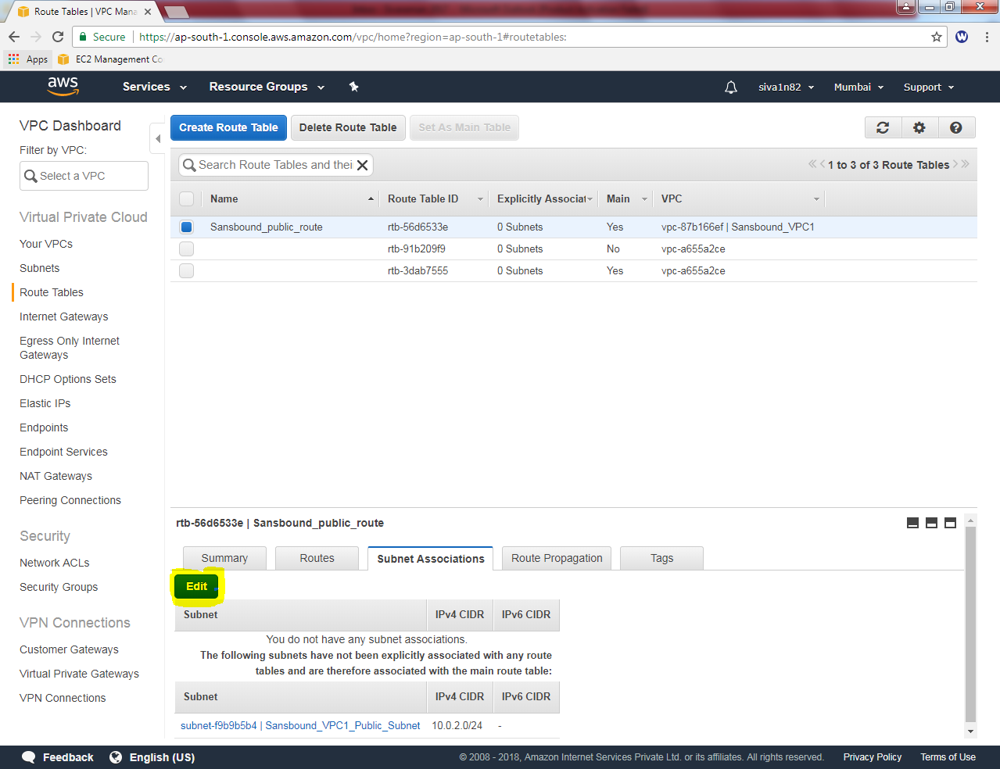 Route Tables | VPC Mana
Secure
https://ap-south-1.console.aws.amazon.com/vpc/home?region=ap-south-1#routetables:
W
Apps
EC2 Management Co
aws
Services
Resource Groups
siva1n82
Mumbai
Support
VPC Dashboard
Filter by VPC:
Select a VPC
Virtual Private Cloud
Your VPCs
Subnets
Route Tables
Internet Gateways
Egress Only Internet
Gateways
DHCP Options Sets
Elastic IPs
Endpoints
Endpoint Services
NAT Gateways
Peering Connections
Security
Network ACLs
Security Groups
VPN Connections
Customer Gateways
Virtual Private Gateways
VPN Connections
Create Route Table
Delete Route Table
Set As Main Table
Search Route Tables and thei
1 to 3 of 3 Route Tables
Name Route Table ID Explicitly Associat Main VPC
Sansbound_public_route rtb-56d6533e 0 Subnets Yes vpc-87b166ef | Sansbound_VPC1
rtb-91b209f9 0 Subnets No vpc-a655a2ce
rtb-3dab7555 0 Subnets Yes vpc-a655a2ce
rtb-56d6533e | Sansbound_public_route
Summary
Routes
Subnet Associations
Route Propagation
Tags
Edit
Subnet IPv4 CIDR IPv6 CIDR
You do not have any subnet associations.
The following subnets have not been explicitly associated with any route
tables and are therefore associated with the main route table:
Subnet IPv4 CIDR IPv6 CIDR
subnet-f9b9b5b4 | Sansbound_VPC1_Public_Subnet 10.0.2.0/24 -
Feedback
English (US)
© 2008 - 2018, Amazon Internet Services Private Ltd. or its affiliates. All rights reserved.
Privacy Policy
Terms of Use